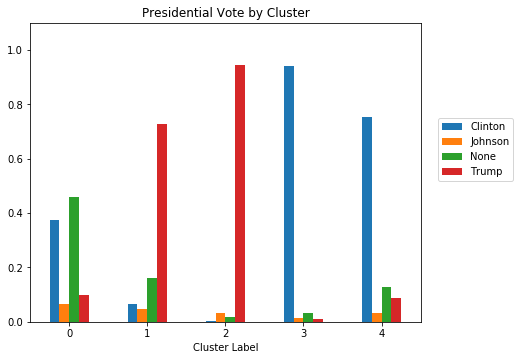 Presidential Vote by Cluster
1.0
0.8
0.6
0.4
0.2
0.0
0 1 2 3 4
Cluster Label
Clinton
Johnson
None
Trump